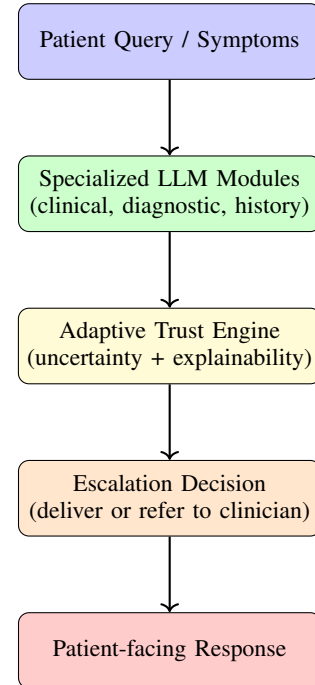 Patient Query / Symptoms
Specialized LLM Modules
(clinical, diagnostic, history)
Adaptive Trust Engine
(uncertainty + explainability)
Escalation Decision
(deliver or refer to clinician)
Patient-facing Response